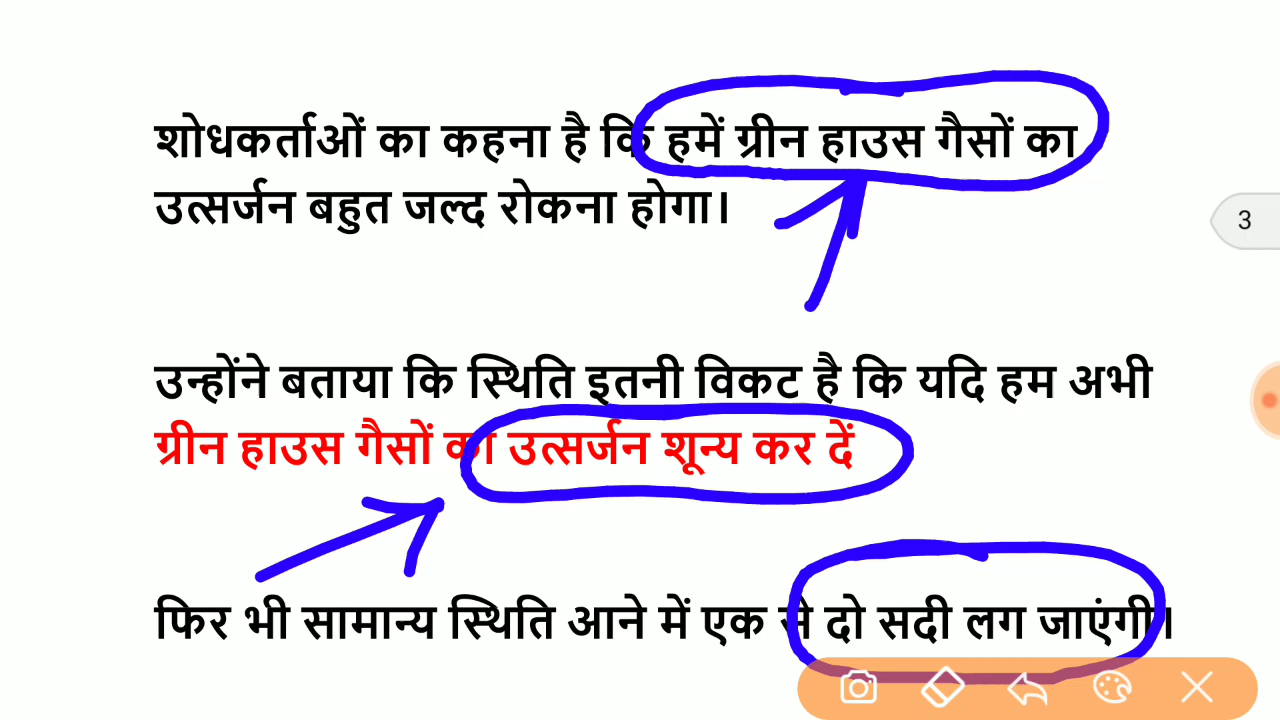 शोधकर्ताओं का कहना है कि हमें ग्रीन हाउस गैसों का
उत्सर्जन बहुत जल्द रोकना होगा।
3
उन्होंने बताया कि स्थिति इतनी विकट है कि यदि हम अभी
ग्रीन हाउस गैसों का उत्सर्जन शून्य कर दें
फिर भी सामान्य स्थिति आने में एक से दो सदी लग जाएंगी।